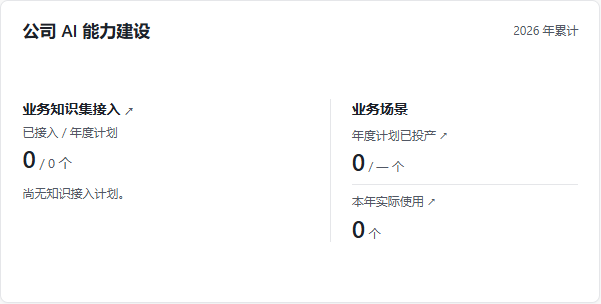 公司 AI 能力建设
2026 年累计
业务知识集接入 ↗
已接入 / 年度计划
0 / 0 个
尚无知识接入计划。
业务场景
年度计划已投产 ↗
0 / — 个
本年实际使用 ↗
0 个